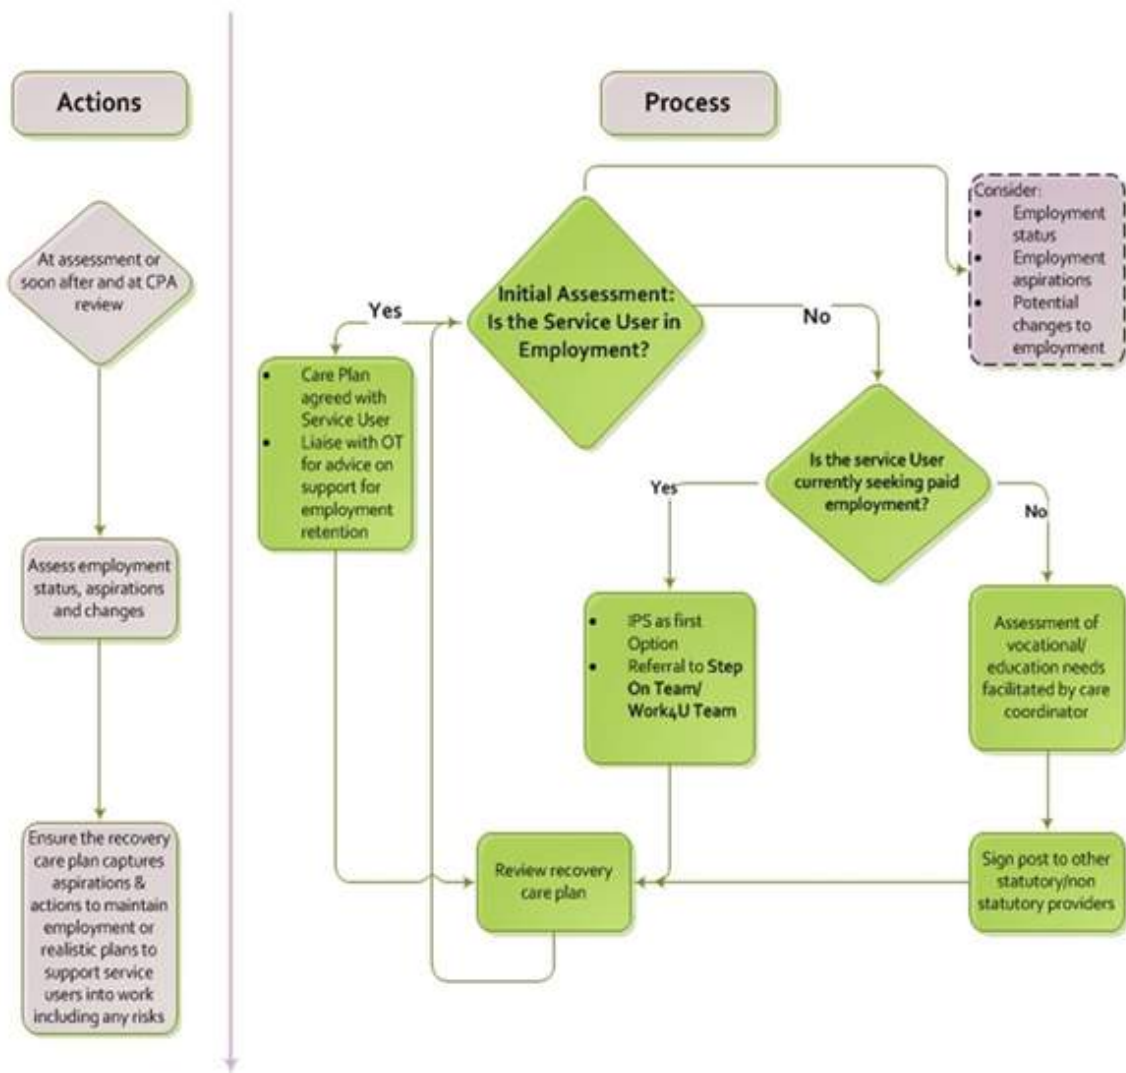 Actions
At assessment or
soon after and at CPA
review
Assess employment
status, aspirations
and changes
Ensure the recovery
care plan captures
aspirations &
actions to maintain
employment or
realistic plans to
support service
users into work
including any risks
Process
Initial Assessment:
Is the Service User in
Employment?
Consider:
• Employment
status
• Employment
aspirations
• Potential
changes to
employment
Yes
No
• Care Plan
agreed with
Service User
• Liaise with OT
for advice on
support for
employment
retention
Is the service User
currently seeking paid
employment?
Yes
No
• IPS as first
Option
• Referral to Step
On Team/
Work4U Team
Assessment of
vocational/
education needs
facilitated by care
coordinator
Review recovery
care plan
Sign post to other
statutory/non
statutory providers